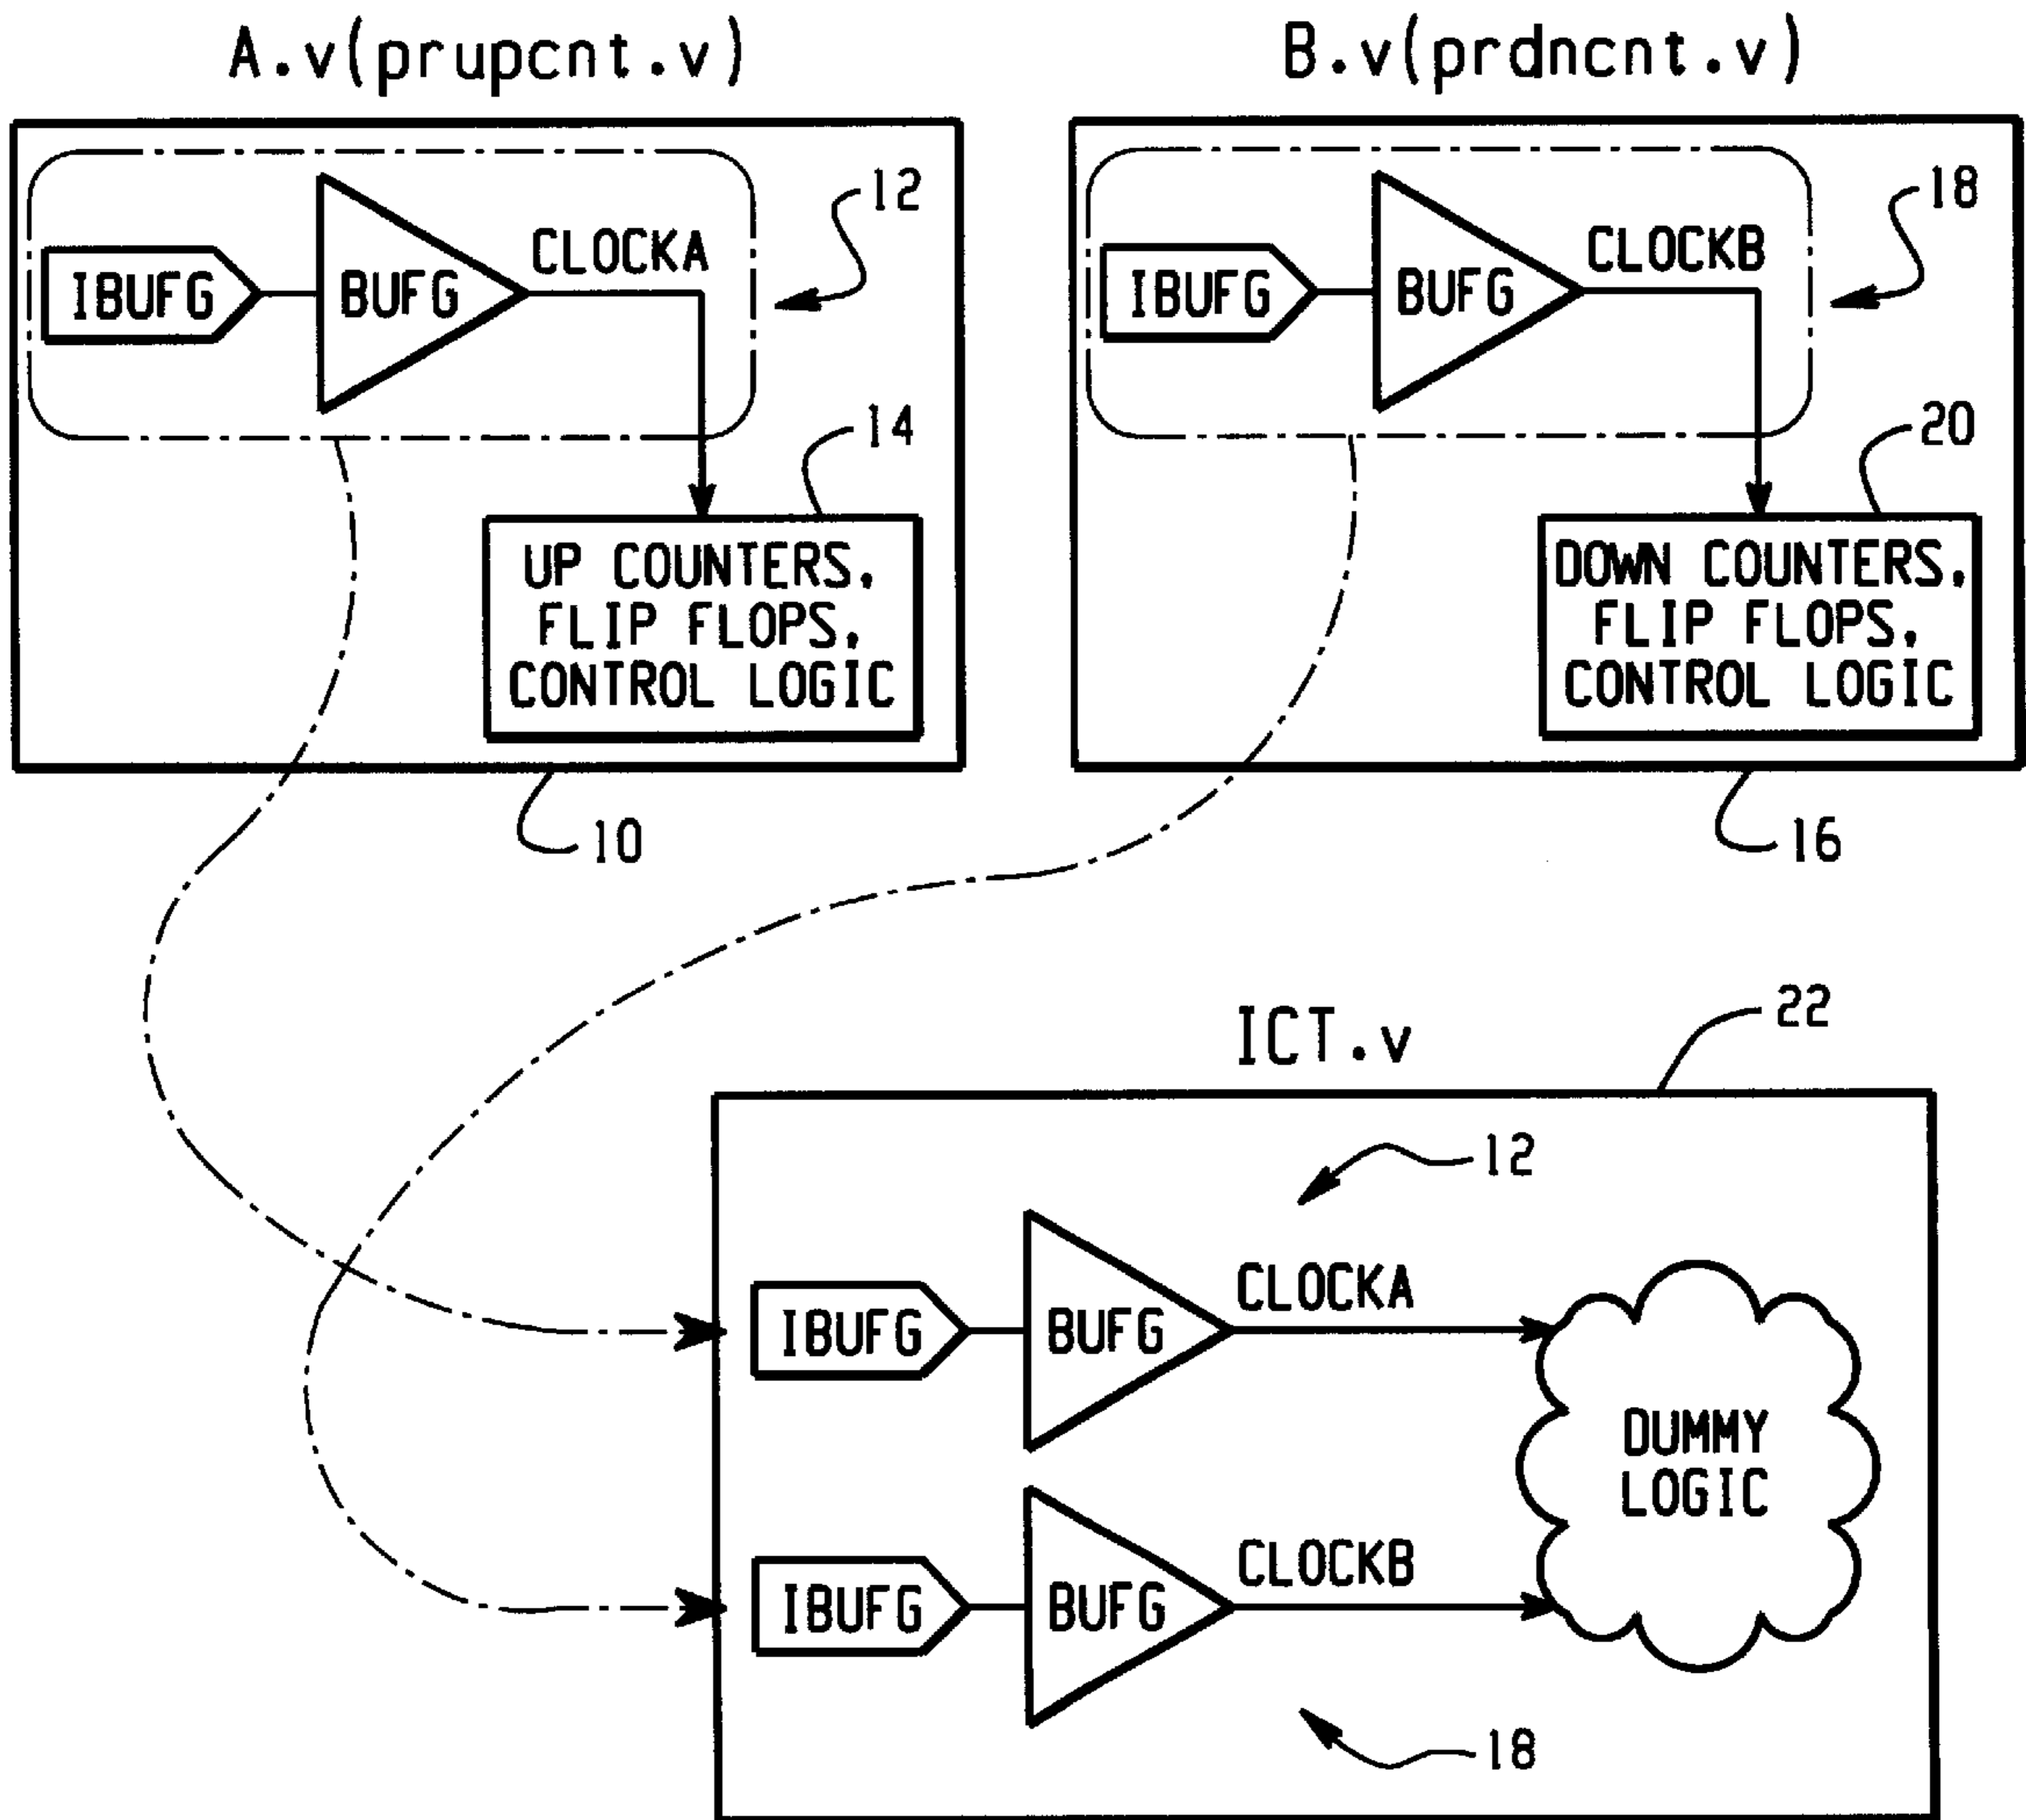 A.v(prupcnt.v)
IBUFG
BUFG
CLOCKA
12
14
UP COUNTERS,
FLIP FLOPS,
CONTROL LOGIC
10
B.v(prdncnt.v)
IBUFG
BUFG
CLOCKB
18
20
DOWN COUNTERS,
FLIP FLOPS,
CONTROL LOGIC
16
ICT.v
22
12
IBUFG
BUFG
CLOCKA
DUMMY
LOGIC
IBUFG
BUFG
CLOCKB
18